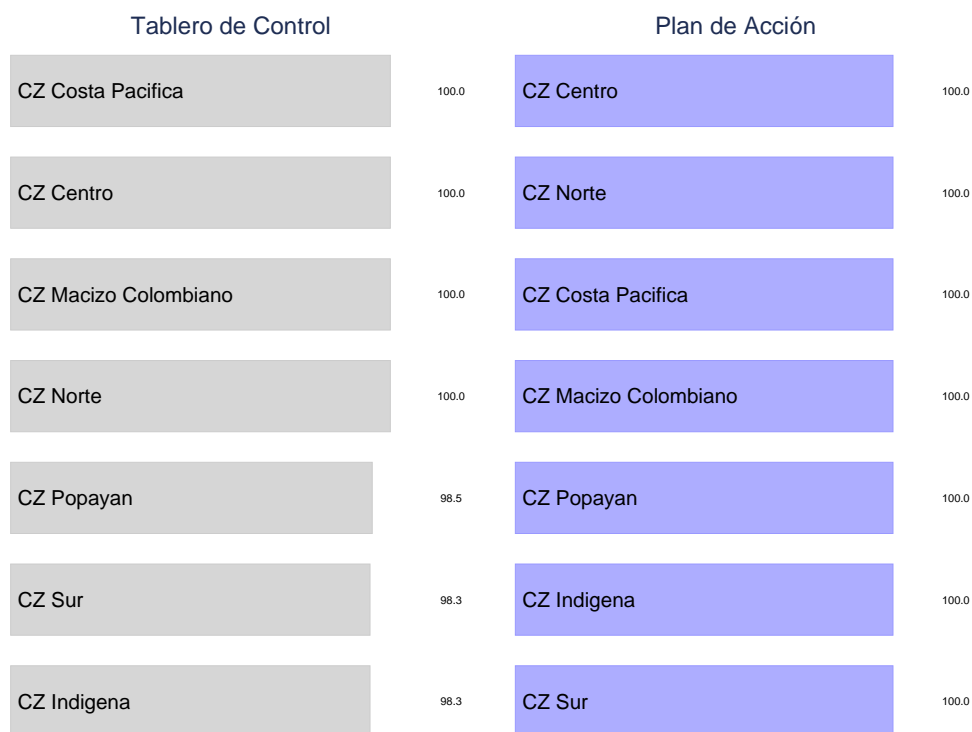 Tablero de Control
CZ Costa Pacifica 100.0
CZ Centro 100.0
CZ Macizo Colombiano 100.0
CZ Norte 100.0
CZ Popayan 98.5
CZ Sur 98.3
CZ Indigena 98.3
Plan de Acción
CZ Centro 100.0
CZ Norte 100.0
CZ Costa Pacifica 100.0
CZ Macizo Colombiano 100.0
CZ Popayan 100.0
CZ Indigena 100.0
CZ Sur 100.0